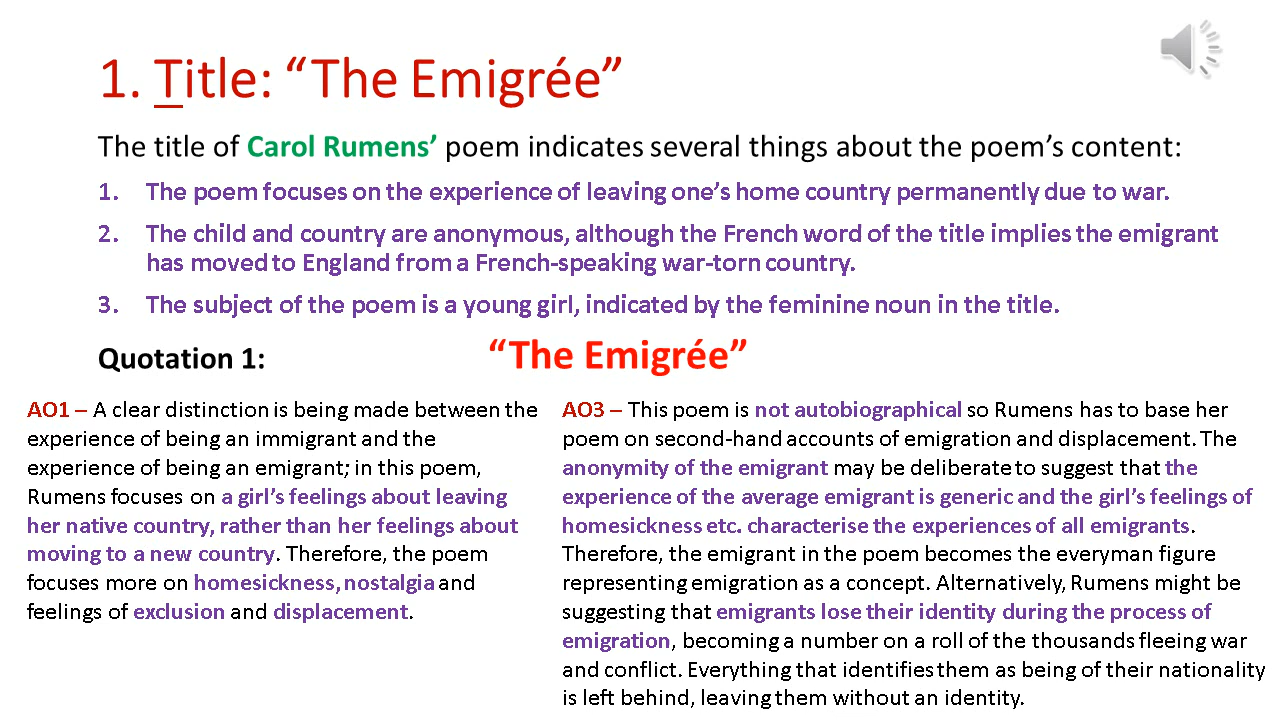 1. Title: “The Emigrée”
The title of Carol Rumens’ poem indicates several things about the poem’s content:
1. The poem focuses on the experience of leaving one’s home country permanently due to war.
2. The child and country are anonymous, although the French word of the title implies the emigrant
has moved to England from a French-speaking war-torn country.
3. The subject of the poem is a young girl, indicated by the feminine noun in the title.
Quotation 1: “The Emigrée”
AO1 – A clear distinction is being made between the
experience of being an immigrant and the
experience of being an emigrant; in this poem,
Rumens focuses on a girl’s feelings about leaving
her native country, rather than her feelings about
moving to a new country. Therefore, the poem
focuses more on homesickness, nostalgia and
feelings of exclusion and displacement.
AO3 – This poem is not autobiographical so Rumens has to base her
poem on second-hand accounts of emigration and displacement. The
anonymity of the emigrant may be deliberate to suggest that the
experience of the average emigrant is generic and the girl’s feelings of
homesickness etc. characterise the experiences of all emigrants.
Therefore, the emigrant in the poem becomes the everyman figure
representing emigration as a concept. Alternatively, Rumens might be
suggesting that emigrants lose their identity during the process of
emigration, becoming a number on a roll of the thousands fleeing war
and conflict. Everything that identifies them as being of their nationality
is left behind, leaving them without an identity.